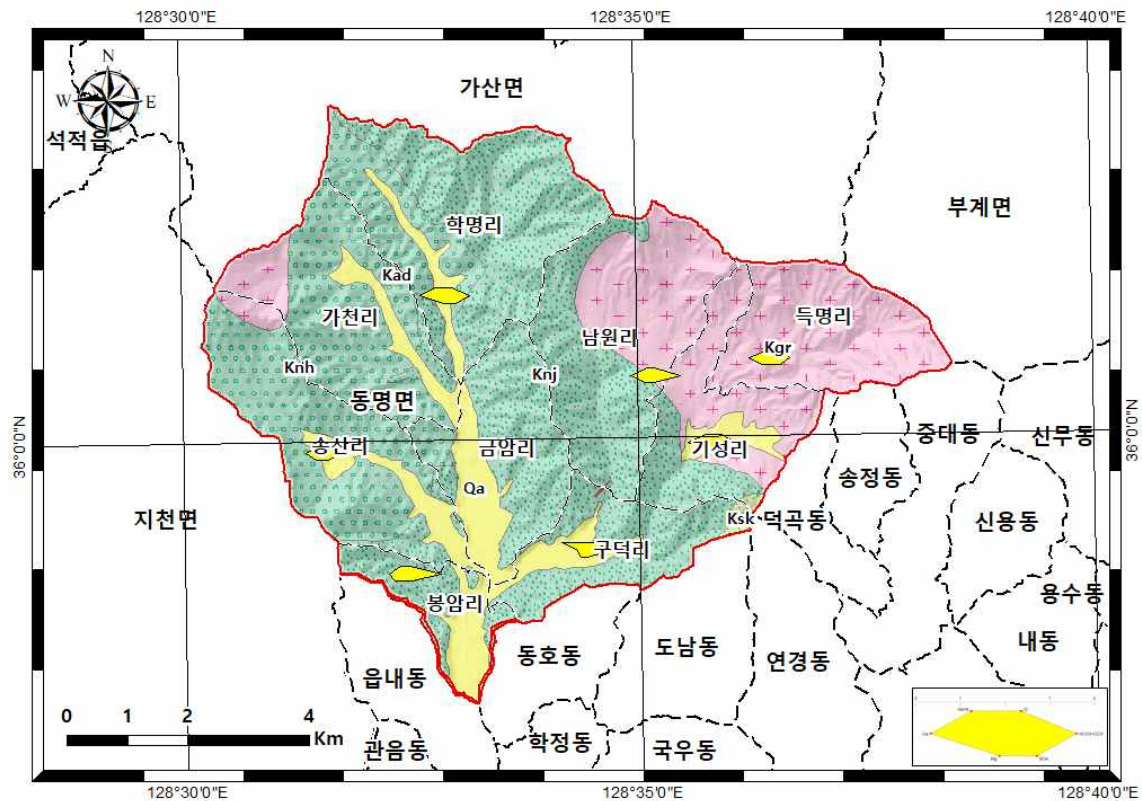 128°30'0"E
128°35'0"E
128°40'0"E
N
W
E
가산면
석적읍
부계면
학명리
Kad
가천리
남원리
득명리
Kgr
Knh
Knj
동명면
36°0'0"N
36°0'0"N
송산리
금암리
기성리
중대동
신무동
송정동
Qa
지천면
Ksk
덕곡동
신용동
구덕리
봉암리
용수동
내동
읍내동
동호동
도남동
연경동
0
1
2
4
Km
관음동
학정동
국우동
128°30'0"E
128°35'0"E
128°40'0"E